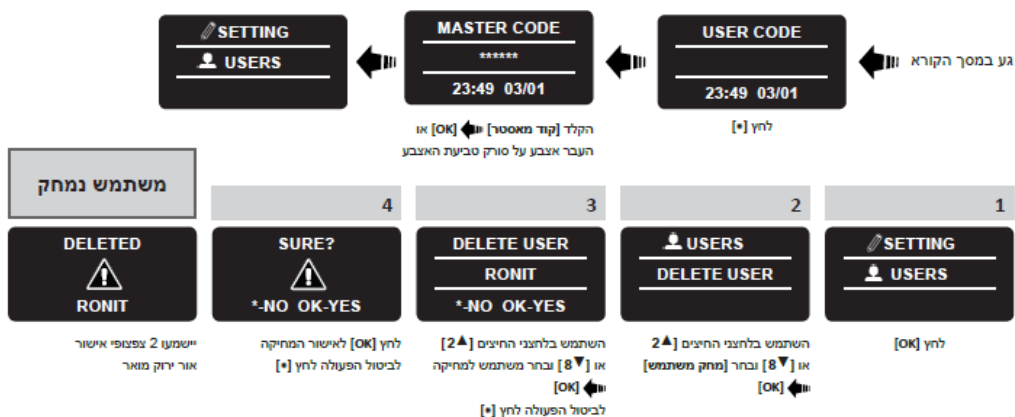 גע במסך הקורא
USER CODE
23:49 03/01
לחץ [*]
MASTER CODE
******
23:49 03/01
הקלד [קוד מאסטר] [OK] או
העבר אצבע על סורק טביעת האצבע
SETTING
USERS
1
SETTING
USERS
לחץ [OK]
2
USERS
DELETE USER
השתמש בלחצני החיצים [2▲
או [8▼] ובחר [מחק משתמש]
[OK]
3
DELETE USER
RONIT
*-NO OK-YES
השתמש בלחצני החיצים [2▲]
או [8▼] ובחר משתמש למחיקה
[OK]
לביטול הפעולה לחץ [*]
4
SURE?
*-NO OK-YES
לחץ [OK] לאישור המחיקה
לביטול הפעולה לחץ [*]
משתמש נמחק
DELETED
RONIT
יישמעו 2 צפצופי אישור
אור ירוק מואר